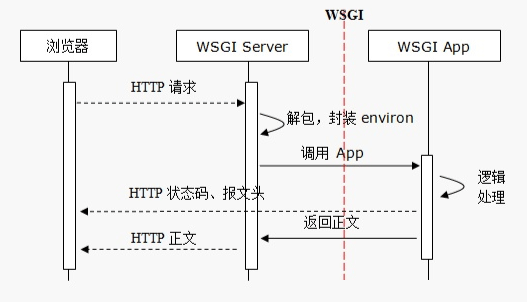 WSGI
浏览器
WSGI Server
WSGI App
HTTP 请求
解包，封装 environ
调用 App
逻辑
处理
HTTP 状态码、报文头
返回正文
HTTP 正文